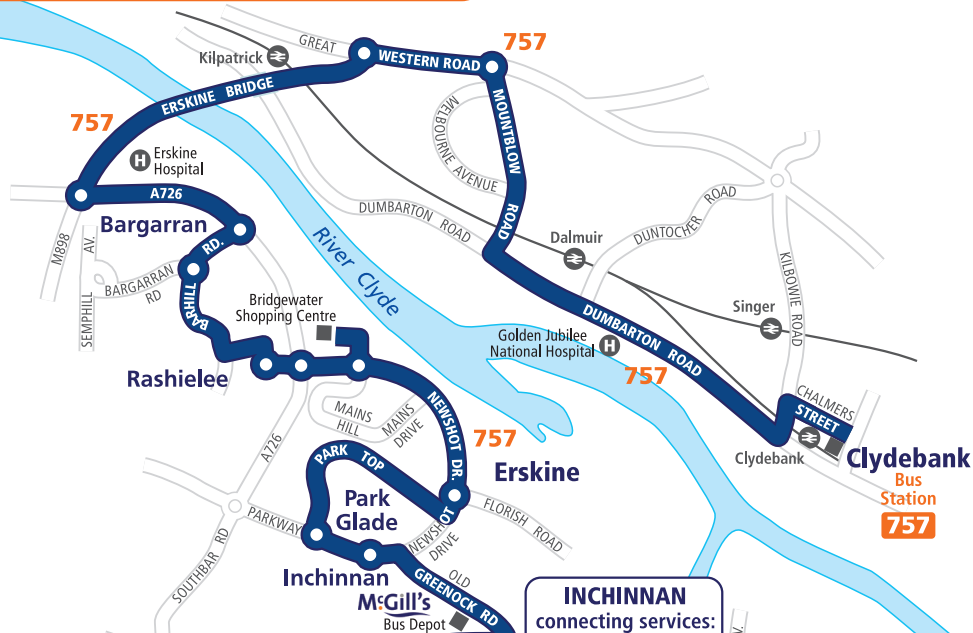 GREAT
757
Kilpatrick
WESTERN ROAD
ERSKINE BRIDGE
757
MOUNTBLOW
ROAD
MELBOURNE AVENUE
Erskine
Hospital
H
A726
Bargarran
DUMBARTON ROAD
DUNTOCHER ROAD
M898
SEMPHILL AV.
BARGARRAN
RD
BARHILL
RD.
River Clyde
Dalmuir
KILBOWIE ROAD
Bridgewater
Shopping Centre
Singer
Golden Jubilee
National Hospital
H
DUMBARTON ROAD
757
Rashielee
MAINS
HILL
MAINS
DRIVE
NEWSHOT DR.
757
CHALMERS
STREET
A726
PARK TOP
Clydebank
Clydebank
Bus
Station
757
Erskine
Park
Glade
PARKWAY
NEWSHOT
DRIVE
FLORISH ROAD
SOUTHBAR RD
Inchinnan
OLD
GREENOCK RD
McGill's
Bus Depot
INCHINNAN
connecting services: